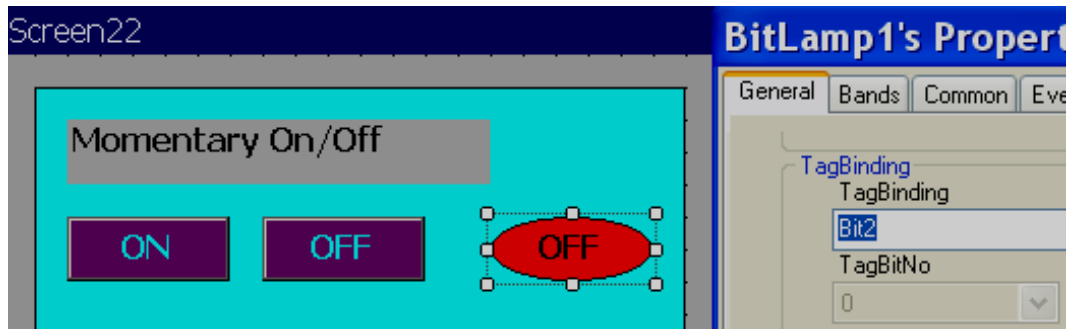 Screen22
Momentary On/Off
ON
OFF
OFF
BitLamp1's Propert
General
Bands
Common
Eve
TagBinding
TagBinding
Bit2
TagBitNo
0